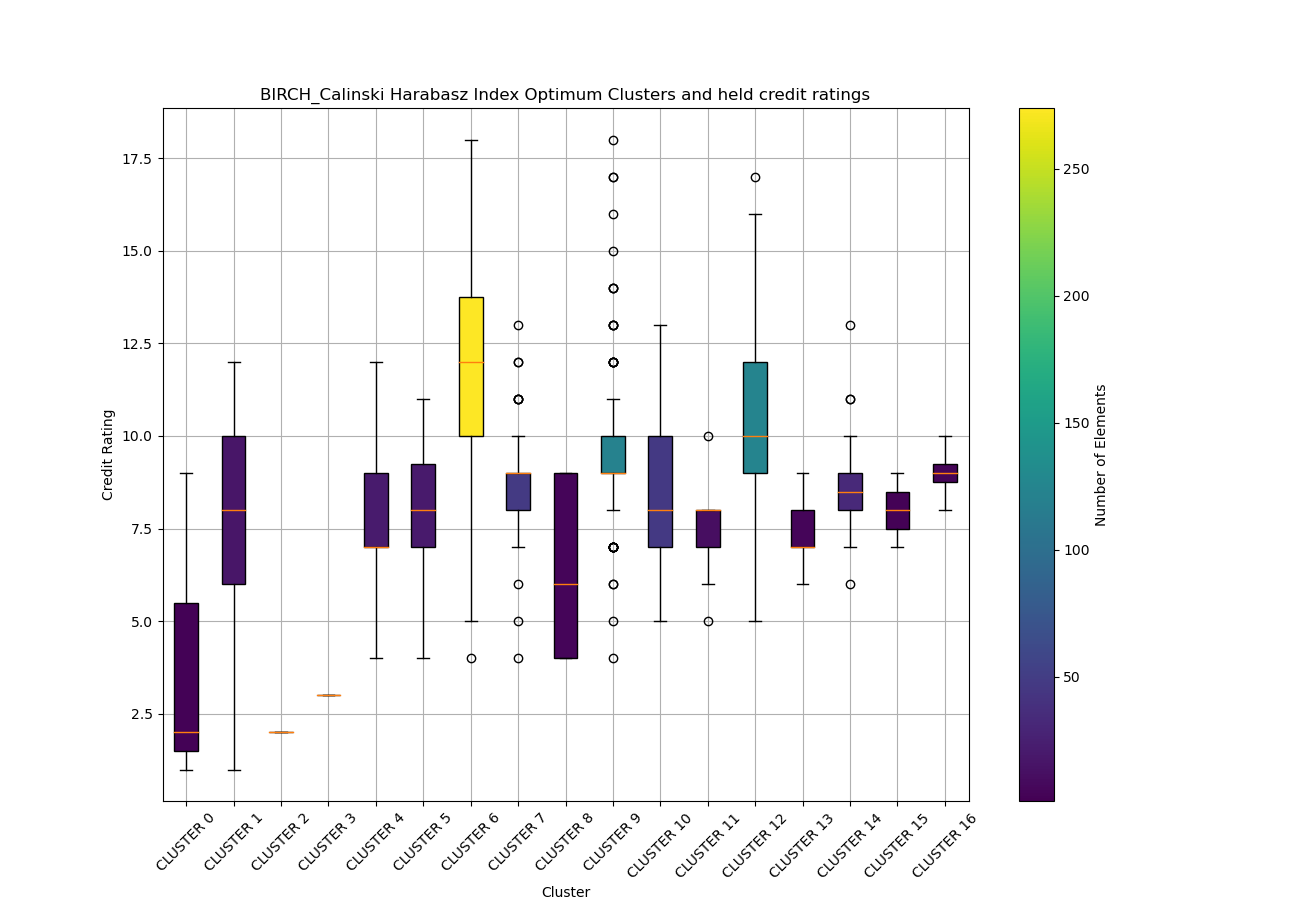 BIRCH_Calinski Harabasz Index Optimum Clusters and held credit ratings
17.5
15.0
12.5
10.0
7.5
5.0
2.5
Credit Rating
CLUSTER 0
CLUSTER 1
CLUSTER 2
CLUSTER 3
CLUSTER 4
CLUSTER 5
CLUSTER 6
CLUSTER 7
CLUSTER 8
CLUSTER 9
CLUSTER 10
CLUSTER 11
CLUSTER 12
CLUSTER 13
CLUSTER 14
CLUSTER 15
CLUSTER 16
Cluster
250
200
150
100
50
Number of Elements